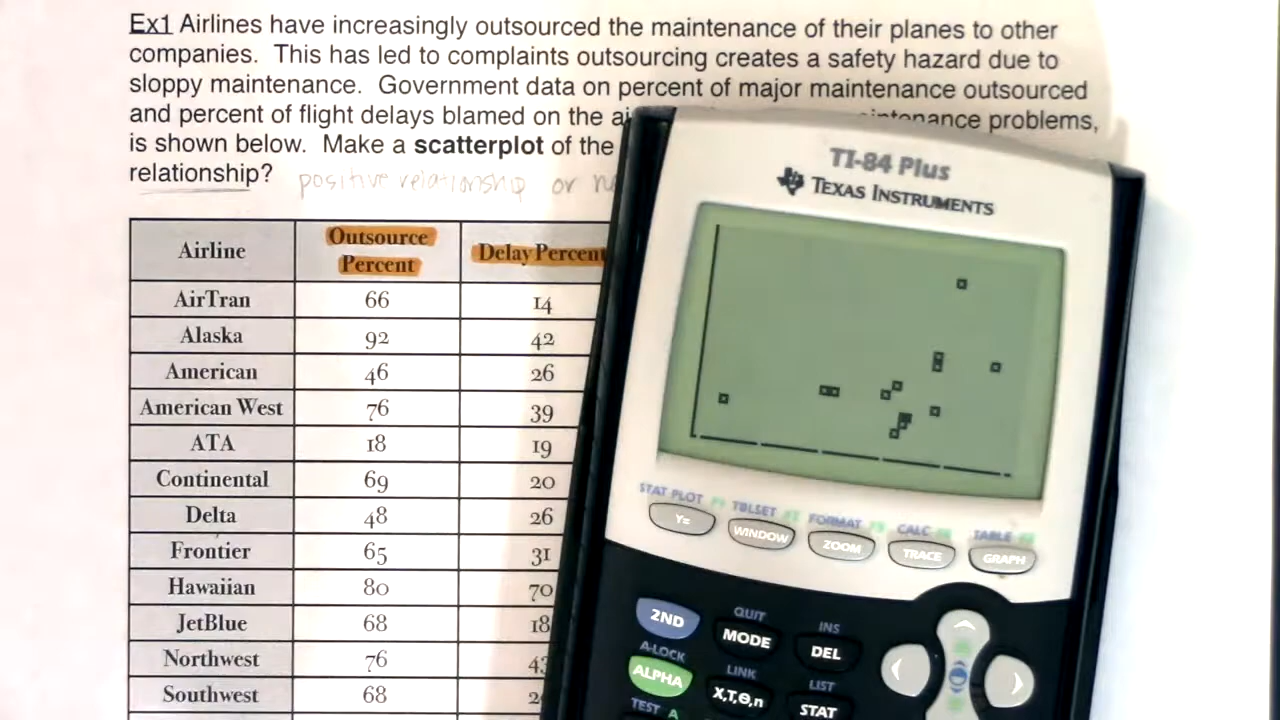 Ex1 Airlines have increasingly outsourced the maintenance of their planes to other
companies. This has led to complaints outsourcing creates a safety hazard due to
sloppy maintenance. Government data on percent of major maintenance outsourced
and percent of flight delays blamed on the problems,
is shown below. Make a scatterplot of the
relationship? positive relationship or
Airline Outsource Percent Delay Percent
AirTran 66 14
Alaska 92 42
American 46 26
American West 76 39
ATA 18 19
Continental 69 20
Delta 48 26
Frontier 65 31
Hawaiian 80 70
JetBlue 68 18
Northwest 76 43
Southwest 68
TI-84 Plus
TEXAS INSTRUMENTS
STAT PLOT F1 TBLSET F2 FORMAT F3 CALC F4 TABLE F5
Y= WINDOW ZOOM TRACE GRAPH
QUIT INS
2ND MODE DEL
A-LOCK LINK LIST
ALPHA X,T,θ,n STAT
TEST A